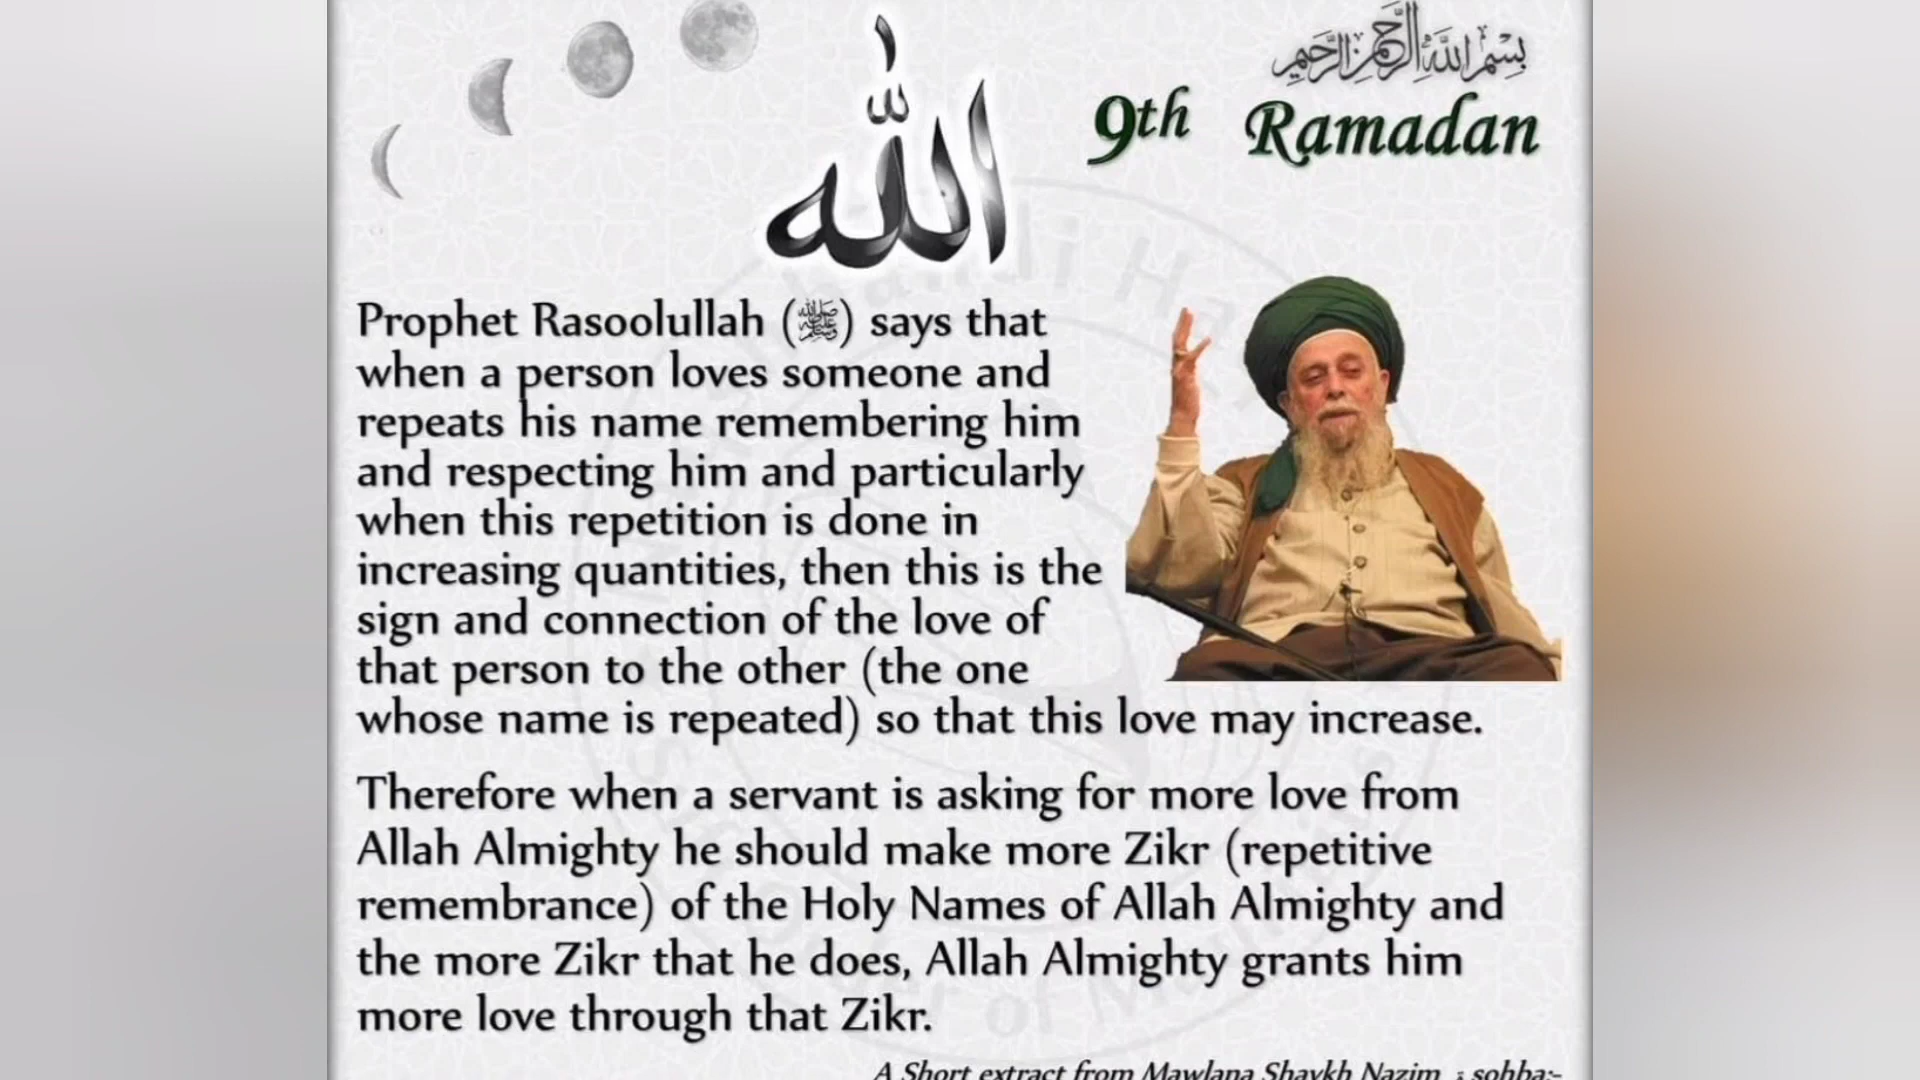 بسم الله الرحمن الرحيم
الله
9th Ramadan
Prophet Rasoolullah (ﷺ) says that
when a person loves someone and
repeats his name remembering him
and respecting him and particularly
when this repetition is done in
increasing quantities, then this is the
sign and connection of the love of
that person to the other (the one
whose name is repeated) so that this love may increase.
Therefore when a servant is asking for more love from
Allah Almighty he should make more Zikr (repetitive
remembrance) of the Holy Names of Allah Almighty and
the more Zikr that he does, Allah Almighty grants him
more love through that Zikr.
A Short extract from Mawlana Shaykh Nazim sohba:-